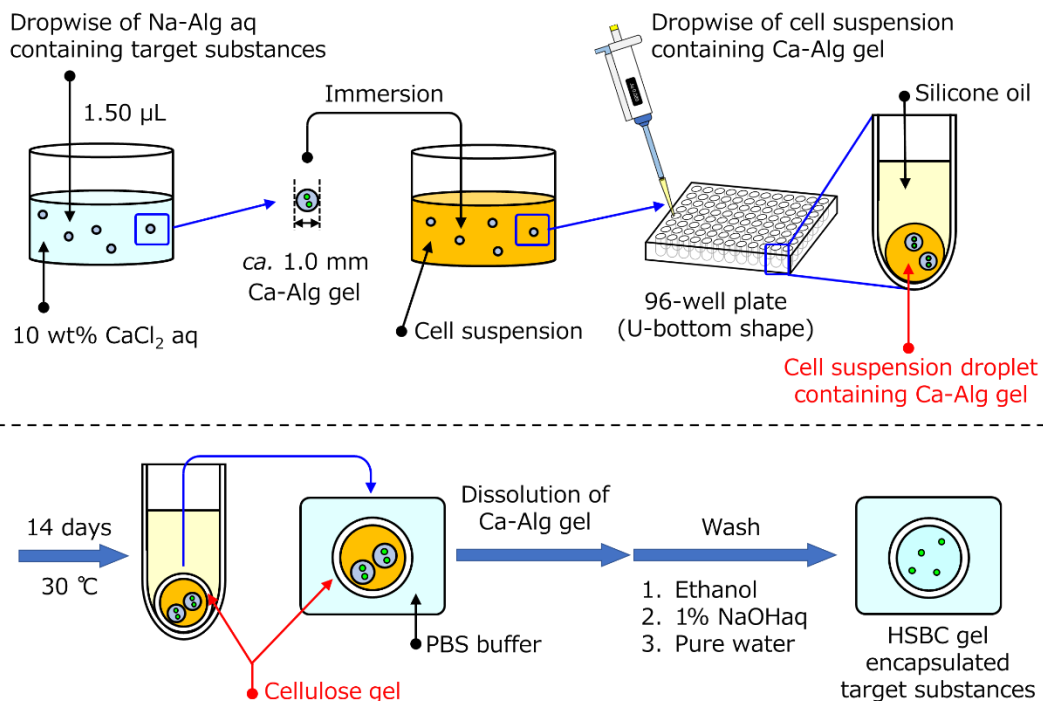 Dropwise of Na-Alg aq
containing target substances
1.50 µL
Immersion
ca. 1.0 mm
Ca-Alg gel
10 wt% CaCl₂ aq
Cell suspension
Dropwise of cell suspension
containing Ca-Alg gel
96-well plate
(U-bottom shape)
Silicone oil
Cell suspension droplet
containing Ca-Alg gel
14 days
30 ℃
Cellulose gel
PBS buffer
Dissolution of
Ca-Alg gel
Wash
1. Ethanol
2. 1% NaOHaq
3. Pure water
HSBC gel
encapsulated
target substances